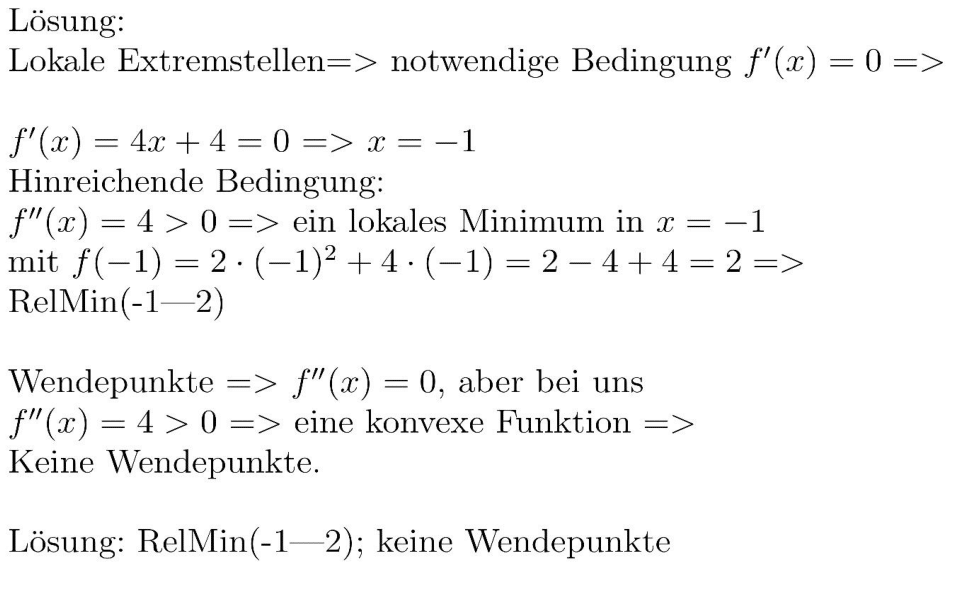 Lösung:
Lokale Extremstellen=> notwendige Bedingung f′(x) = 0 =>
f′(x) = 4x + 4 = 0 => x = −1
Hinreichende Bedingung:
f″(x) = 4 > 0 => ein lokales Minimum in x = −1
mit f(−1) = 2 · (−1)² + 4 · (−1) = 2 − 4 + 4 = 2 =>
RelMin(-1—2)
Wendepunkte => f″(x) = 0, aber bei uns
f″(x) = 4 > 0 => eine konvexe Funktion =>
Keine Wendepunkte.
Lösung: RelMin(-1—2); keine Wendepunkte